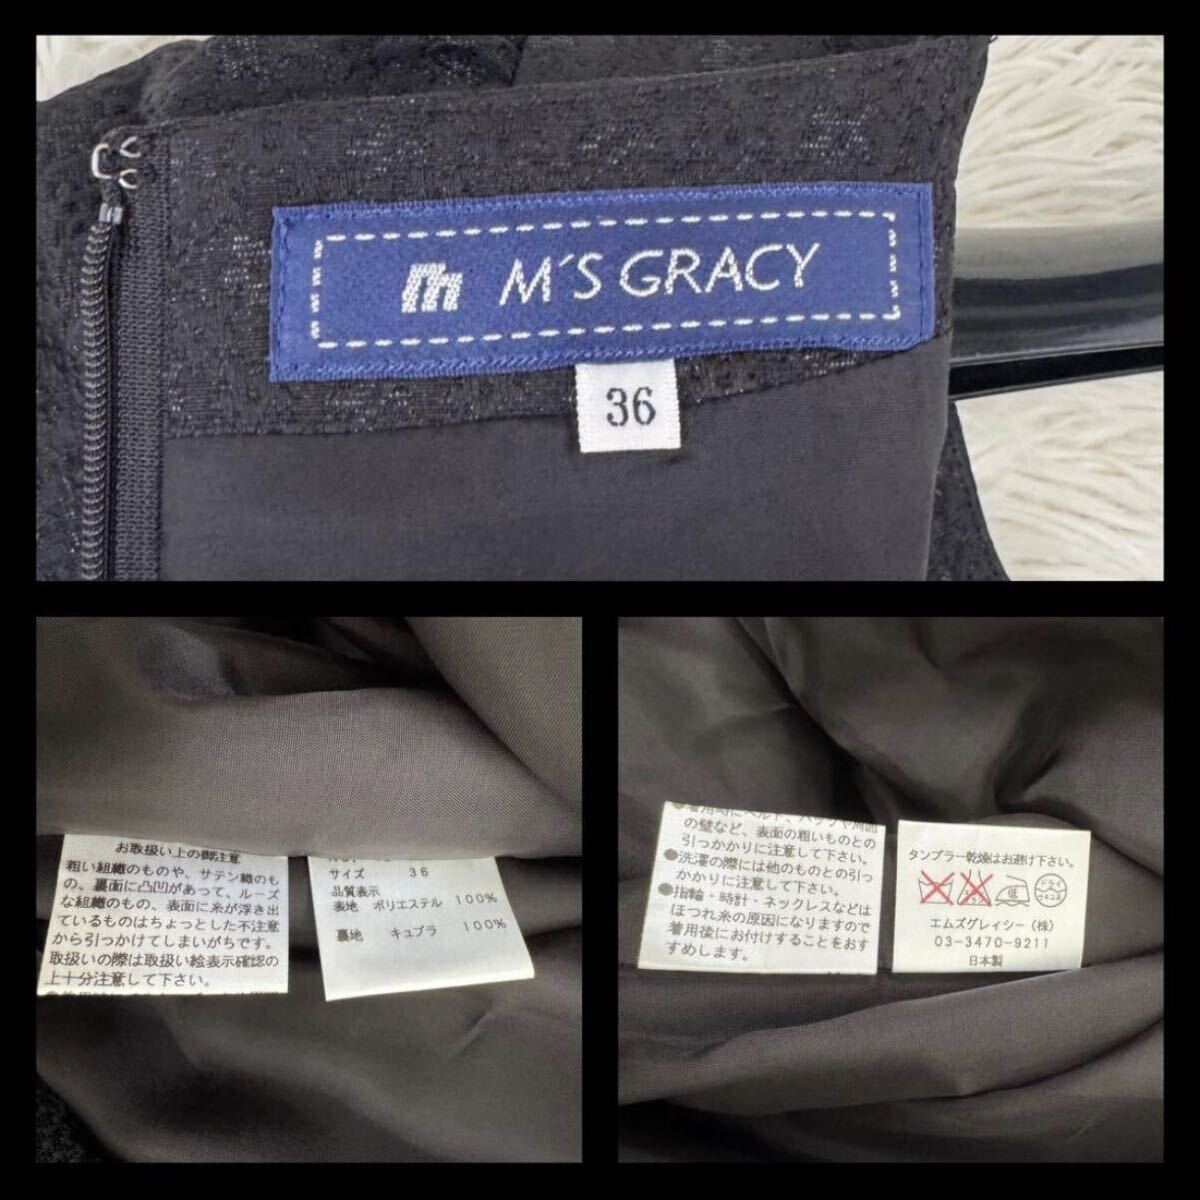 M'S GRACY
36
お取扱い上の御注意
粗い組織のものや、サテン織のも
の、裏面に凸凹があって、ルーズ
な組織のもの、表面に糸が浮き出
ているものはちょっとした不注意
から引っかけてしまいがちです。
取扱いの際は取扱い絵表示確認の
上十分注意して下さい。
サイズ 36
品質表示
表地 ポリエステル 100%
裏地 キュプラ 100%
の壁など、表面の粗いものとの
引っかかりに注意して下さい。
●洗濯の際には他のものとの引っ
かかりに注意して下さい。
●指輪・時計・ネックレスなどは
ほつれ糸の原因になりますので
着用後にお付けすることをおす
すめします。
タンブラー乾燥はお避け下さい。
低
ドライ
エムズグレイシー(株)
03-3470-9211
日本製